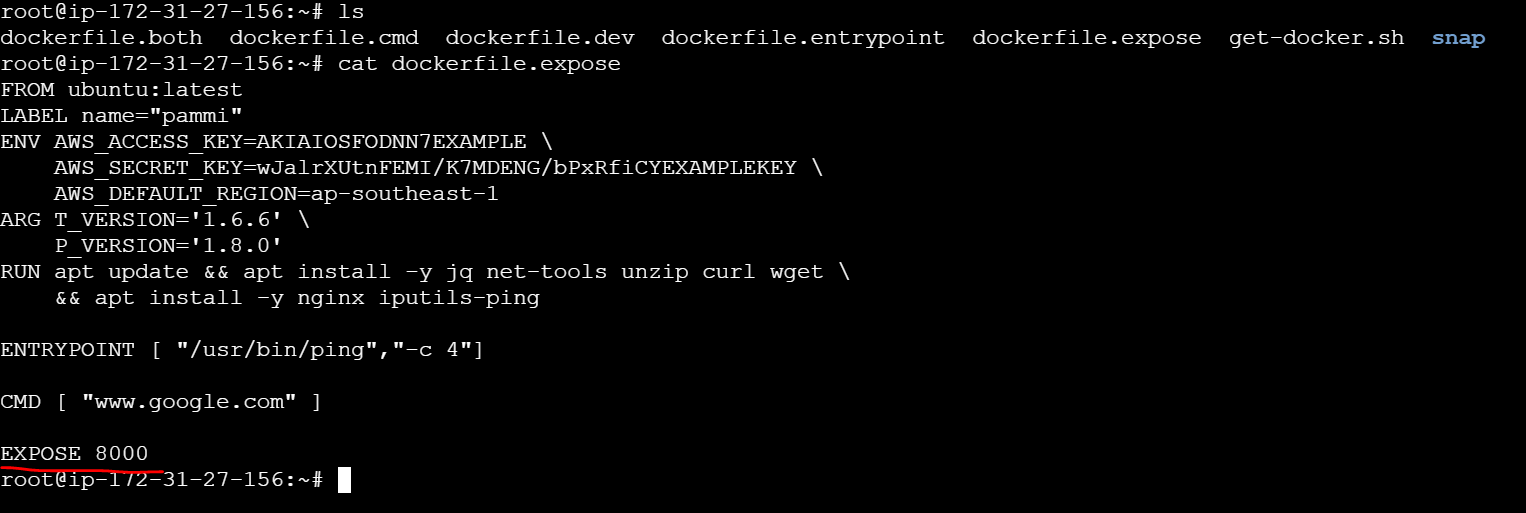 root@ip-172-31-27-156:~# ls
dockerfile.both  dockerfile.cmd  dockerfile.dev  dockerfile.entrypoint  dockerfile.expose  get-docker.sh  snap
root@ip-172-31-27-156:~# cat dockerfile.expose
FROM ubuntu:latest
LABEL name="pammi"
ENV AWS_ACCESS_KEY=AKIAIOSFODNN7EXAMPLE \
    AWS_SECRET_KEY=wJalrXUtnFEMI/K7MDENG/bPxRfiCYEXAMPLEKEY \
    AWS_DEFAULT_REGION=ap-southeast-1
ARG T_VERSION='1.6.6' \
    P_VERSION='1.8.0'
RUN apt update && apt install -y jq net-tools unzip curl wget \
    && apt install -y nginx iputils-ping
ENTRYPOINT [ "/usr/bin/ping","-c 4"]
CMD [ "www.google.com" ]
EXPOSE 8000
root@ip-172-31-27-156:~#